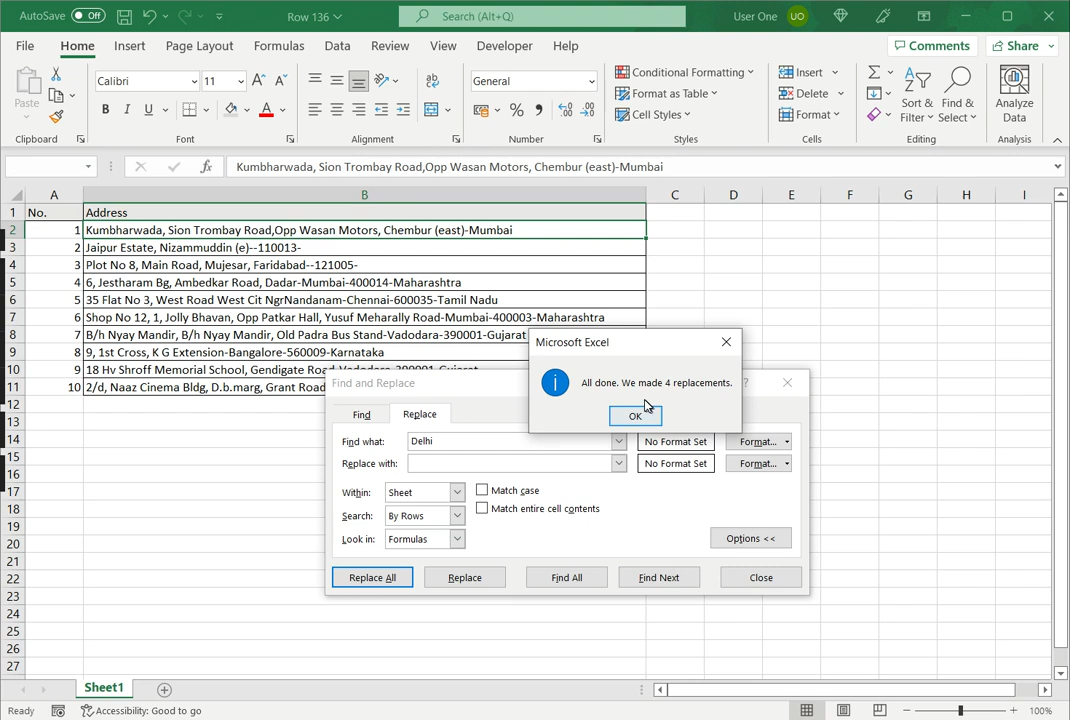 AutoSave Off Row 136 Search (Alt+Q) User One UO
File Home Insert Page Layout Formulas Data Review View Developer Help Comments Share
Paste Calibri 11 General Conditional Formatting Format as Table Cell Styles Insert Delete Format Sort & Filter Find & Select Analyze Data
B I U A %
Clipboard Font Alignment Number Styles Cells Editing Analysis
fx Kumbharwada, Sion Trombay Road,Opp Wasan Motors, Chembur (east)-Mumbai
A B C D E F G H I
1 No. Address
2 1 Kumbharwada, Sion Trombay Road,Opp Wasan Motors, Chembur (east)-Mumbai
3 2 Jaipur Estate, Nizammuddin (e)--110013-
4 3 Plot No 8, Main Road, Mujesar, Faridabad--121005-
5 4 6, Jestharam Bg, Ambedkar Road, Dadar-Mumbai-400014-Maharashtra
6 5 35 Flat No 3, West Road West Cit NgrNandanam-Chennai-600035-Tamil Nadu
7 6 Shop No 12, 1, Jolly Bhavan, Opp Patkar Hall, Yusuf Meharally Road-Mumbai-400003-Maharashtra
8 7 B/h Nyay Mandir, B/h Nyay Mandir, Old Padra Bus Stand-Vadodara-390001-Gujarat
9 8 9, 1st Cross, K G Extension-Bangalore-560009-Karnataka
10 9 18 Hv Shroff Memorial School, Gendigate Road-Vadodara-390001-Gujarat
11 10 2/d, Naaz Cinema Bldg, D.b.marg, Grant Road
12
13
14
15
16
17
18
19
20
21
22
23
24
25
26
27
Microsoft Excel
All done. We made 4 replacements.
OK
Find and Replace ?
Find Replace
Find what: Delhi No Format Set Format...
Replace with: No Format Set Format...
Within: Sheet Match case
Search: By Rows Match entire cell contents
Look in: Formulas Options <<
Replace All Replace Find All Find Next Close
Sheet1
Ready Accessibility: Good to go 100%